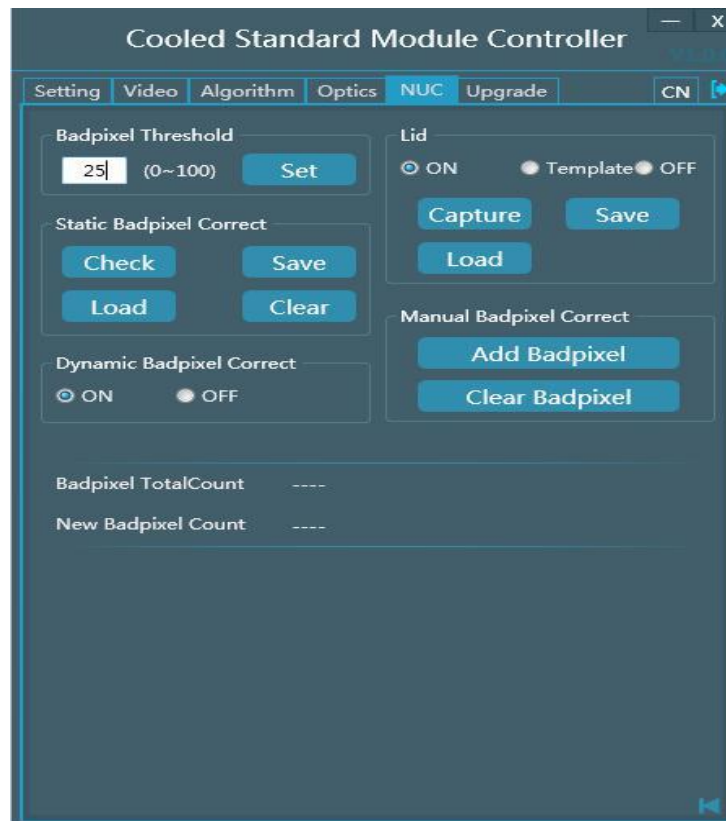 — X
Cooled Standard Module Controller
Setting Video Algorithm Optics NUC Upgrade CN
Badpixel Threshold
25 (0~100) Set
Static Badpixel Correct
Check Save
Load Clear
Dynamic Badpixel Correct
ON OFF
Lid
ON Template OFF
Capture Save
Load
Manual Badpixel Correct
Add Badpixel
Clear Badpixel
Badpixel TotalCount ----
New Badpixel Count ----